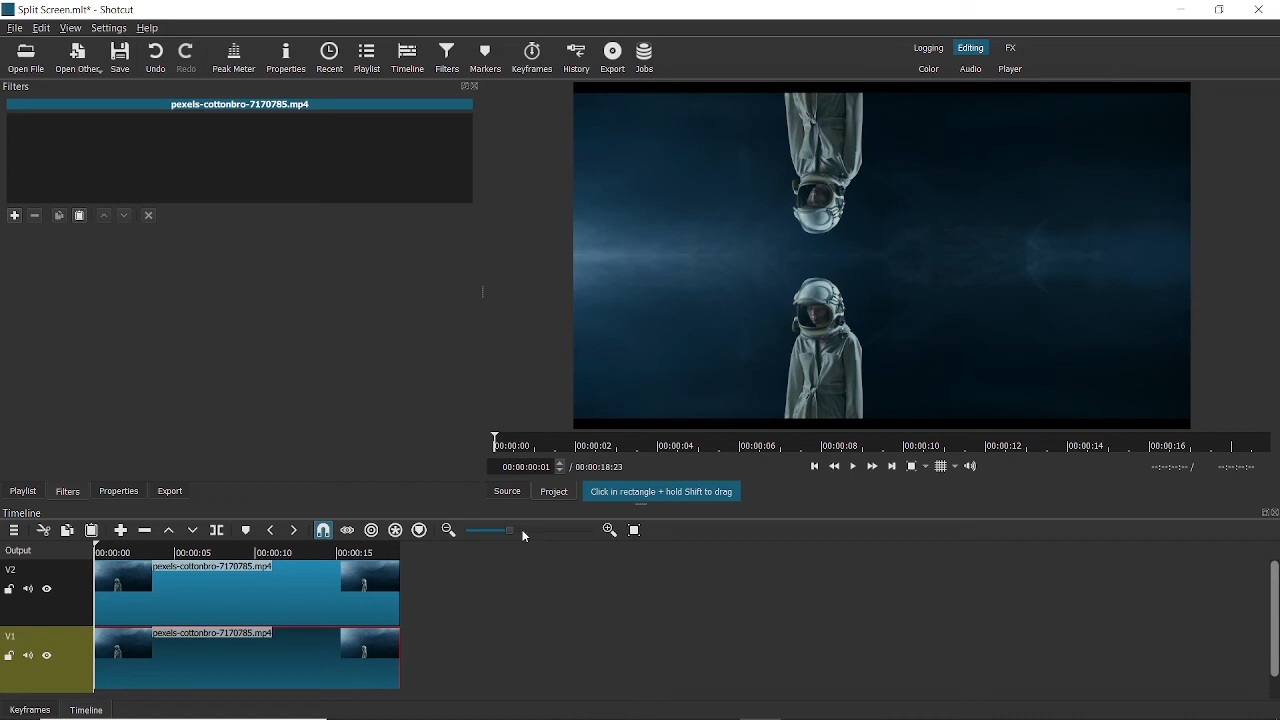 Split Screen.mlt* - Shotcut
File Edit View Settings Help
Open File Open Other Save Undo Redo Peak Meter Properties Recent Playlist Timeline Filters Markers Keyframes History Export Jobs
Logging Editing FX
Color Audio Player
Filters
pexels-cottonbro-7170785.mp4
00:00:00 00:00:02 00:00:04 00:00:06 00:00:08 00:00:10 00:00:12 00:00:14 00:00:16
00:00:00:01 / 00:00:18:23 --:--:--:-- / --:--:--:--
Playlist Filters Properties Export Source Project Click in rectangle + hold Shift to drag
Timeline
Output 00:00:00 00:00:05 00:00:10 00:00:15
V2 pexels-cottonbro-7170785.mp4
V1 pexels-cottonbro-7170785.mp4
Keyframes Timeline